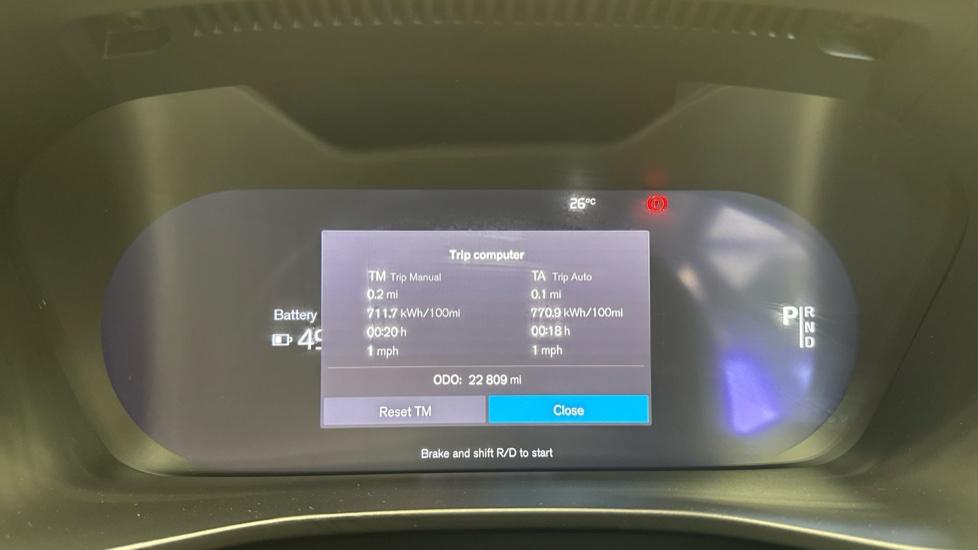 26°C
Trip computer
TM Trip Manual
TA Trip Auto
0.2 mi
0.1 mi
711.7 kWh/100mi
770.9 kWh/100mi
00:20 h
00:18 h
1 mph
1 mph
ODO: 22 809 mi
Reset TM
Close
Battery
P
R
N
D
Brake and shift R/D to start